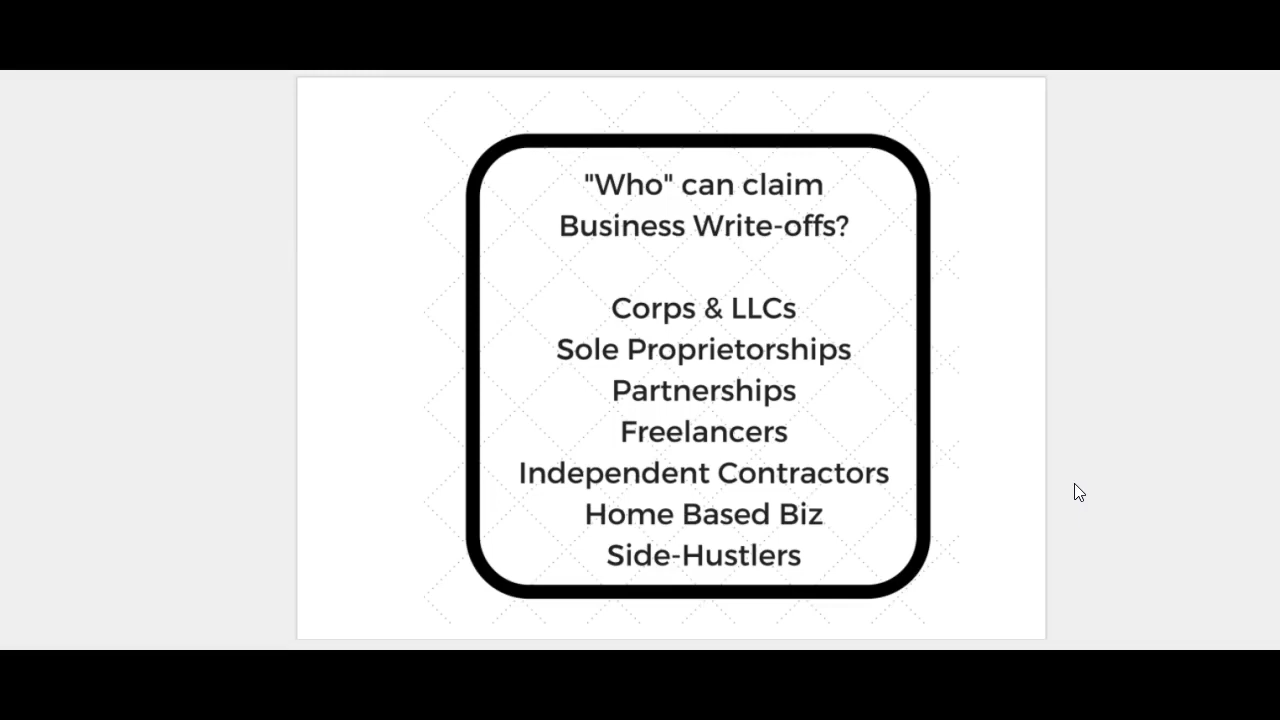 "Who" can claim
Business Write-offs?
Corps & LLCs
Sole Proprietorships
Partnerships
Freelancers
Independent Contractors
Home Based Biz
Side-Hustlers